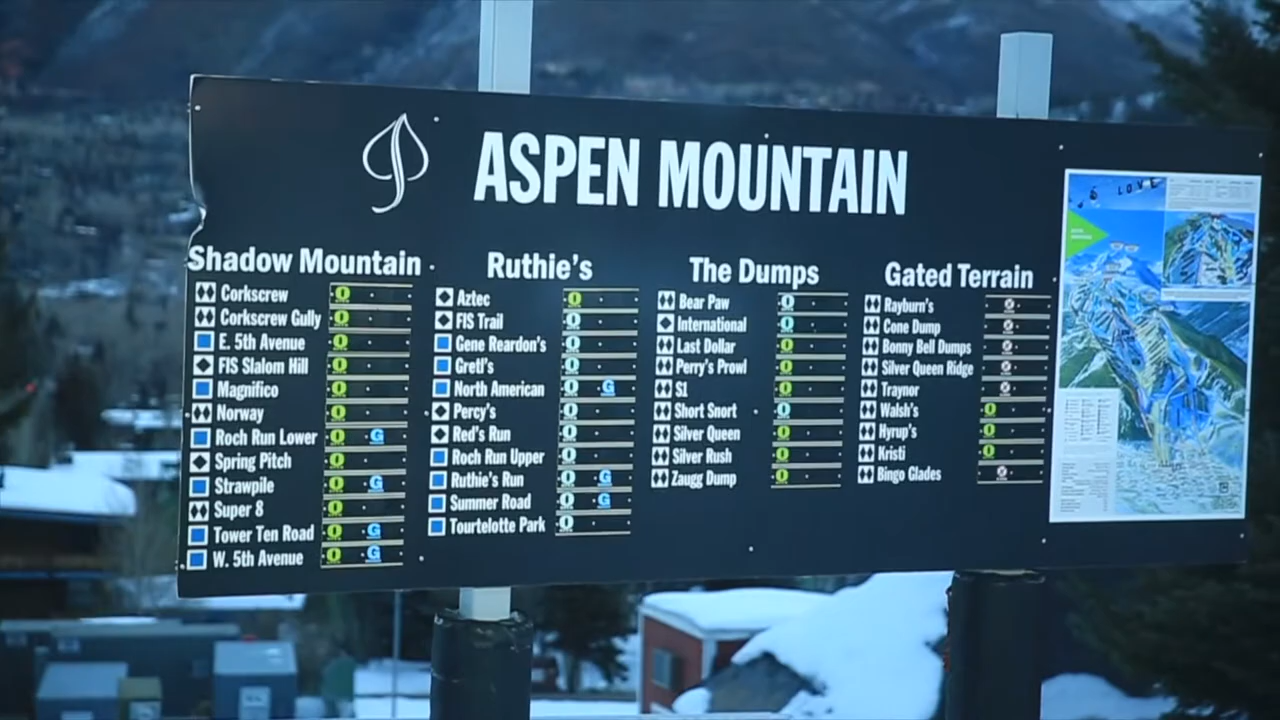 ASPEN MOUNTAIN
Shadow Mountain
Corkscrew O
Corkscrew Gully O
E. 5th Avenue O
FIS Slalom Hill O
Magnifico O
Norway O
Roch Run Lower O G
Spring Pitch O
Strawpile O G
Super 8 O
Tower Ten Road O G
W. 5th Avenue O G
Ruthie's
Aztec O
FIS Trail O
Gene Reardon's O
Gretl's O
North American O G
Percy's O
Red's Run O
Roch Run Upper O
Ruthie's Run O G
Summer Road O G
Tourtelotte Park O
The Dumps
Bear Paw O
International O
Last Dollar O
Perry's Prowl O
S1 O
Short Snort O
Silver Queen O
Silver Rush O
Zaugg Dump O
Gated Terrain
Rayburn's
Cone Dump
Bonny Bell Dumps
Silver Queen Ridge
Traynor
Walsh's O
Hyrup's O
Kristi O
Bingo Glades
LOVE